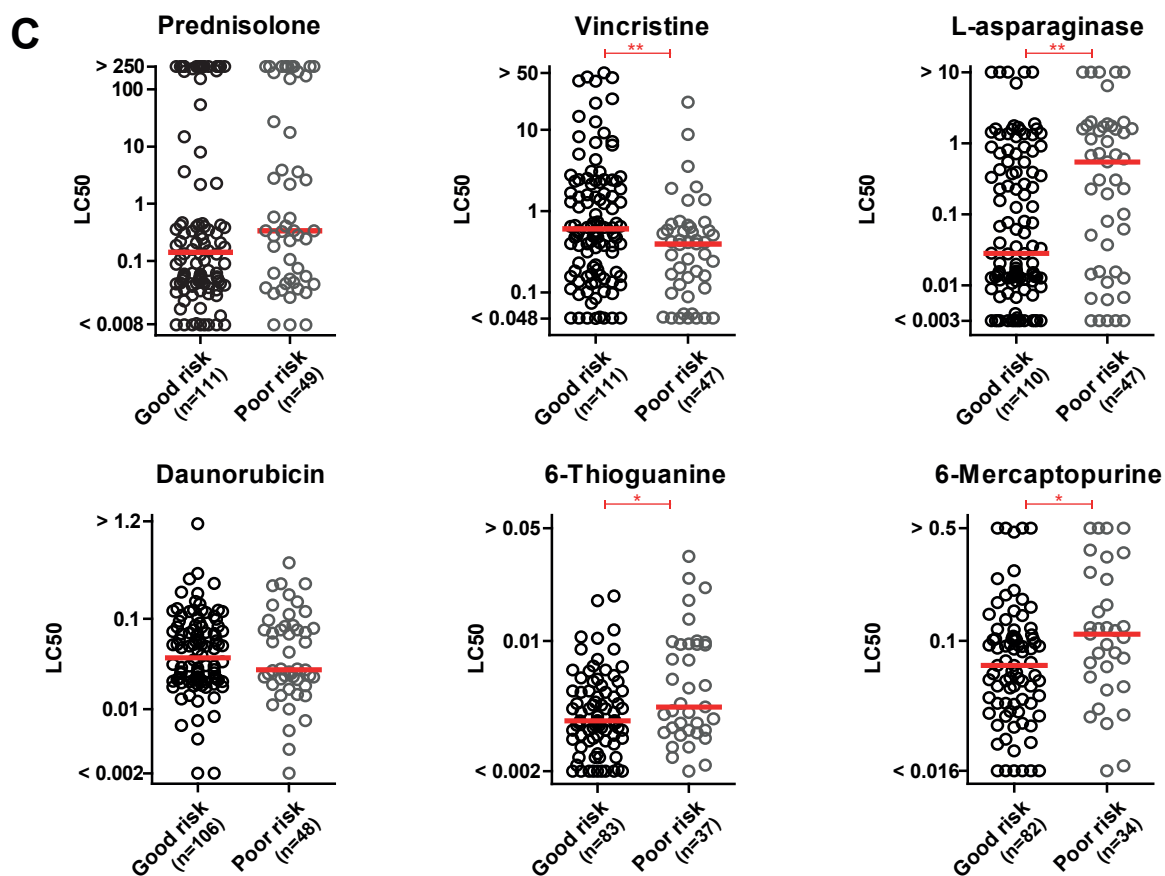 C
Prednisolone
> 250
100
10
1
0.1
< 0.008
LC50
Good risk
(n=111)
Poor risk
(n=49)
Vincristine
**
> 50
10
1
0.1
< 0.048
LC50
Good risk
(n=111)
Poor risk
(n=47)
L-asparaginase
**
> 10
1
0.1
0.01
< 0.003
LC50
Good risk
(n=110)
Poor risk
(n=47)
Daunorubicin
> 1.2
0.1
0.01
< 0.002
LC50
Good risk
(n=106)
Poor risk
(n=48)
6-Thioguanine
*
> 0.05
0.01
< 0.002
LC50
Good risk
(n=83)
Poor risk
(n=37)
6-Mercaptopurine
*
> 0.5
0.1
< 0.016
LC50
Good risk
(n=82)
Poor risk
(n=34)